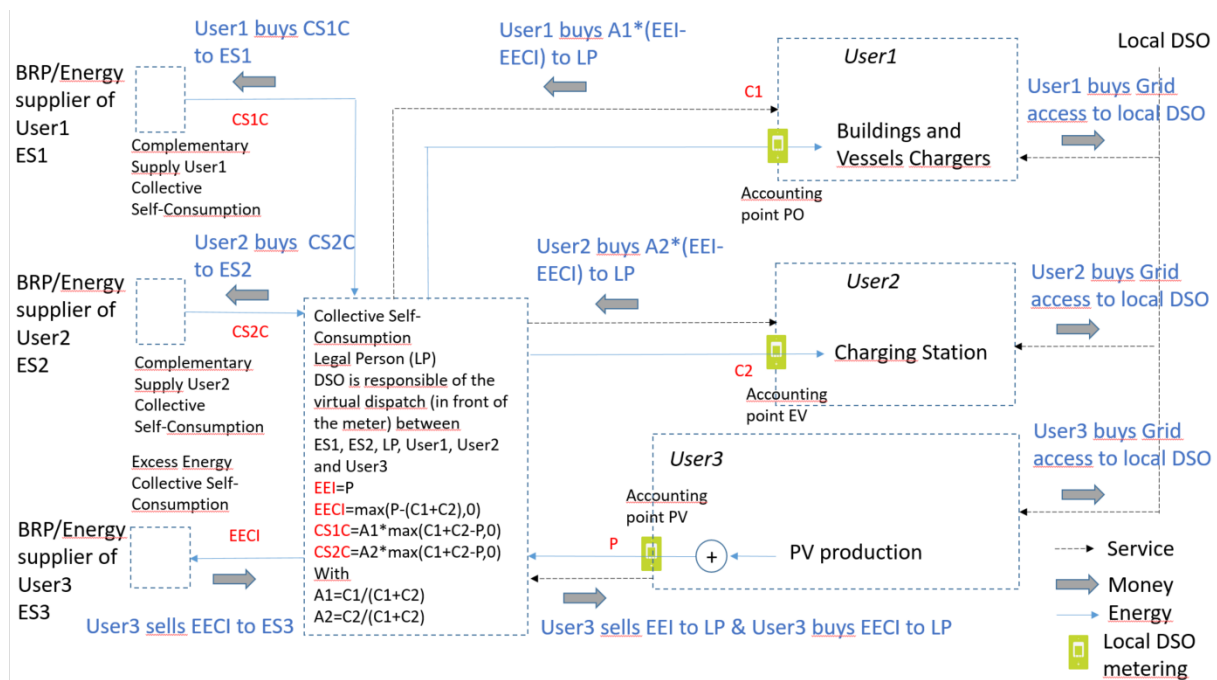 User1 buys CS1C
to ES1
BRP/Energy
supplier of
User1
ES1
CS1C
Complementary
Supply User1
Collective
Self-Consumption
User1 buys A1*(EEI-
EECI) to LP
C1
User1
Buildings and
Vessels Chargers
Accounting
point PO
Local DSO
User1 buys Grid
access to local DSO
User2 buys CS2C
to ES2
BRP/Energy
supplier of
User2
ES2
CS2C
Complementary
Supply User2
Collective
Self-Consumption
User2 buys A2*(EEI-
EECI) to LP
User2
Charging Station
C2
Accounting
point EV
User2 buys Grid
access to local DSO
Collective Self-
Consumption
Legal Person (LP)
DSO is responsible of the
virtual dispatch (in front of
the meter) between
ES1, ES2, LP, User1, User2
and User3
EEI=P
EECI=max(P-(C1+C2),0)
CS1C=A1*max(C1+C2-P,0)
CS2C=A2*max(C1+C2-P,0)
With
A1=C1/(C1+C2)
A2=C2/(C1+C2)
Excess Energy
Collective Self-
Consumption
BRP/Energy
supplier of
User3
ES3
EECI
User3 sells EECI to ES3
User3
Accounting
point PV
P
+
PV production
User3 buys Grid
access to local DSO
User3 sells EEI to LP & User3 buys EECI to LP
Service
Money
Energy
Local DSO
metering